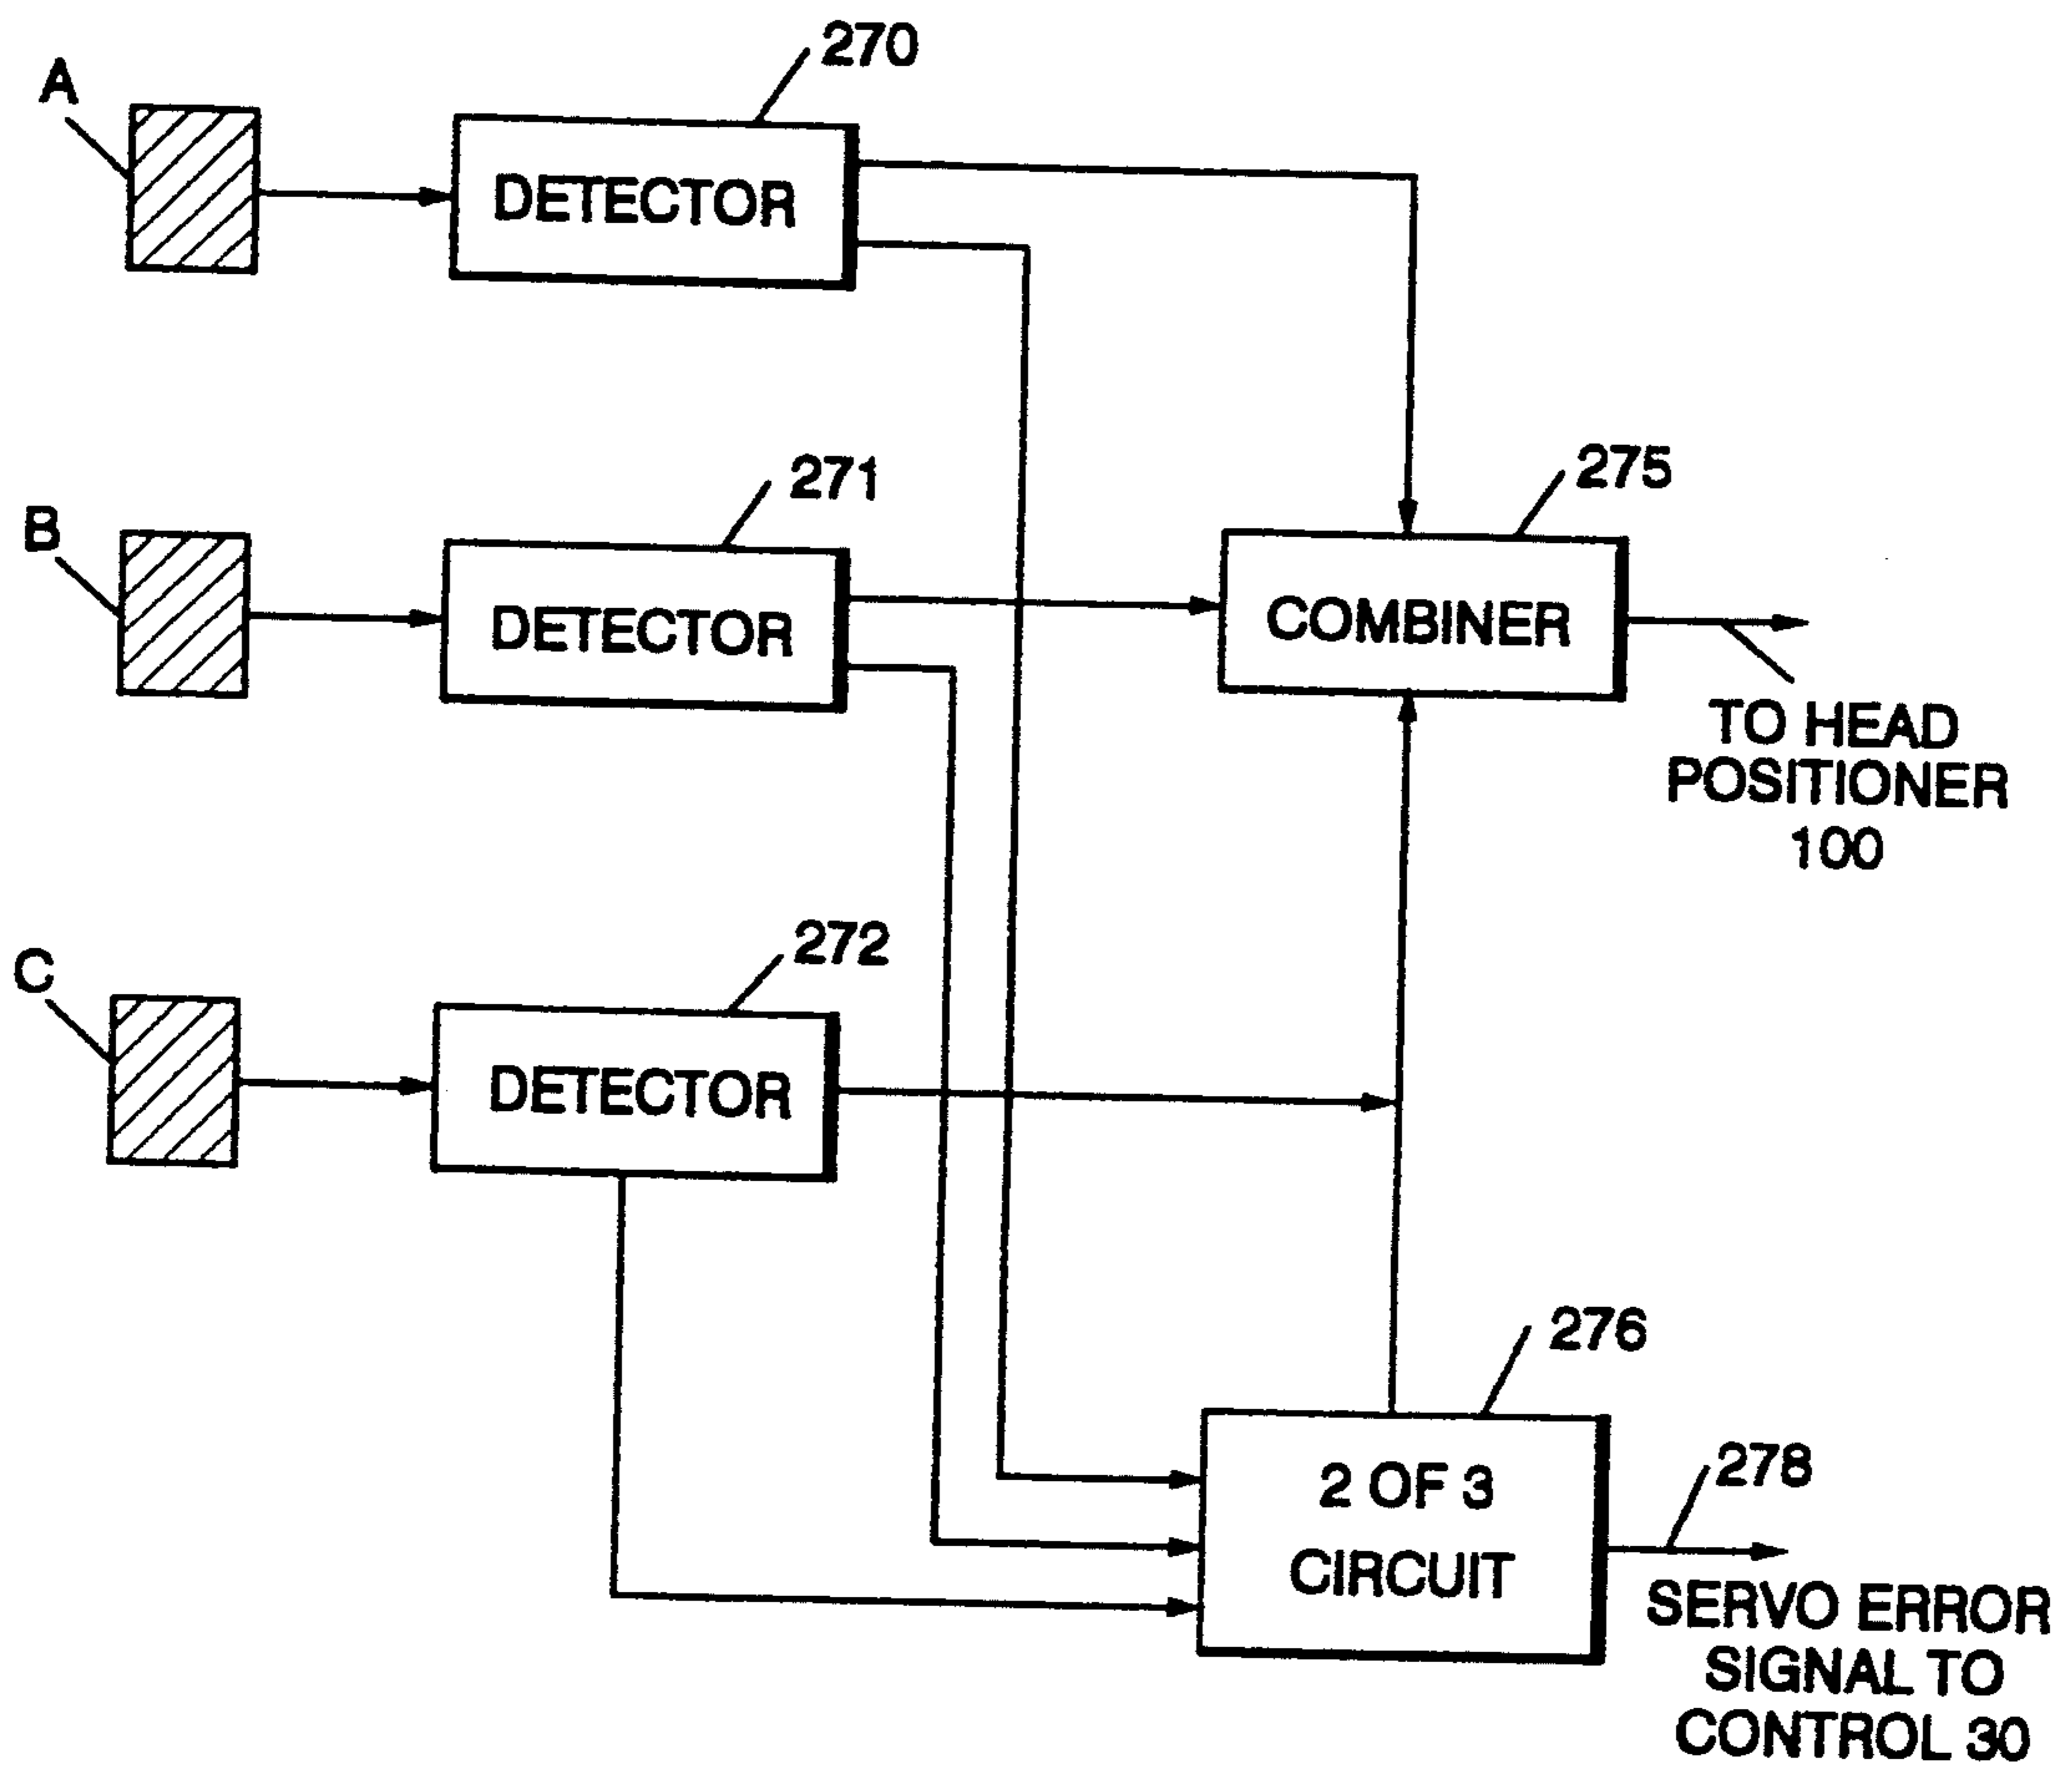 270
A
DETECTOR
271
275
B
DETECTOR
COMBINER
TO HEAD
POSITIONER
100
272
C
DETECTOR
276
278
2 OF 3
CIRCUIT
SERVO ERROR
SIGNAL TO
CONTROL 30